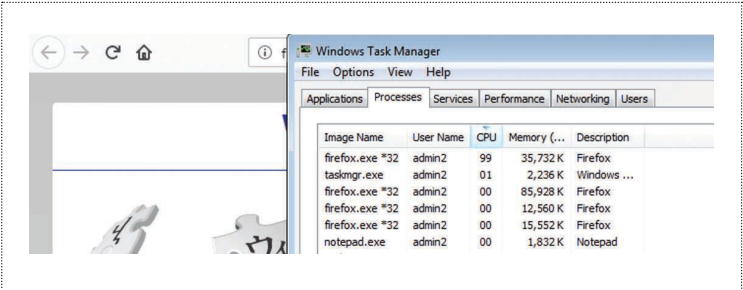 f
Windows Task Manager
File Options View Help
Applications Processes Services Performance Networking Users
Image Name User Name CPU Memory (... Description
firefox.exe *32 admin2 99 35,732 K Firefox
taskmgr.exe admin2 01 2,236 K Windows ...
firefox.exe *32 admin2 00 85,928 K Firefox
firefox.exe *32 admin2 00 12,560 K Firefox
firefox.exe *32 admin2 00 15,552 K Firefox
notepad.exe admin2 00 1,832 K Notepad